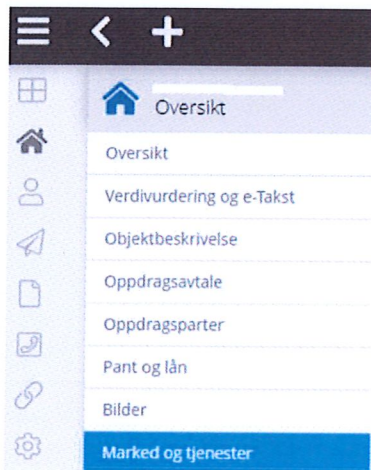 Oversikt
Oversikt
Verdivurdering og e-Takst
Objektbeskrivelse
Oppdragsavtale
Oppdragsparter
Pant og lån
Bilder
Marked og tjenester